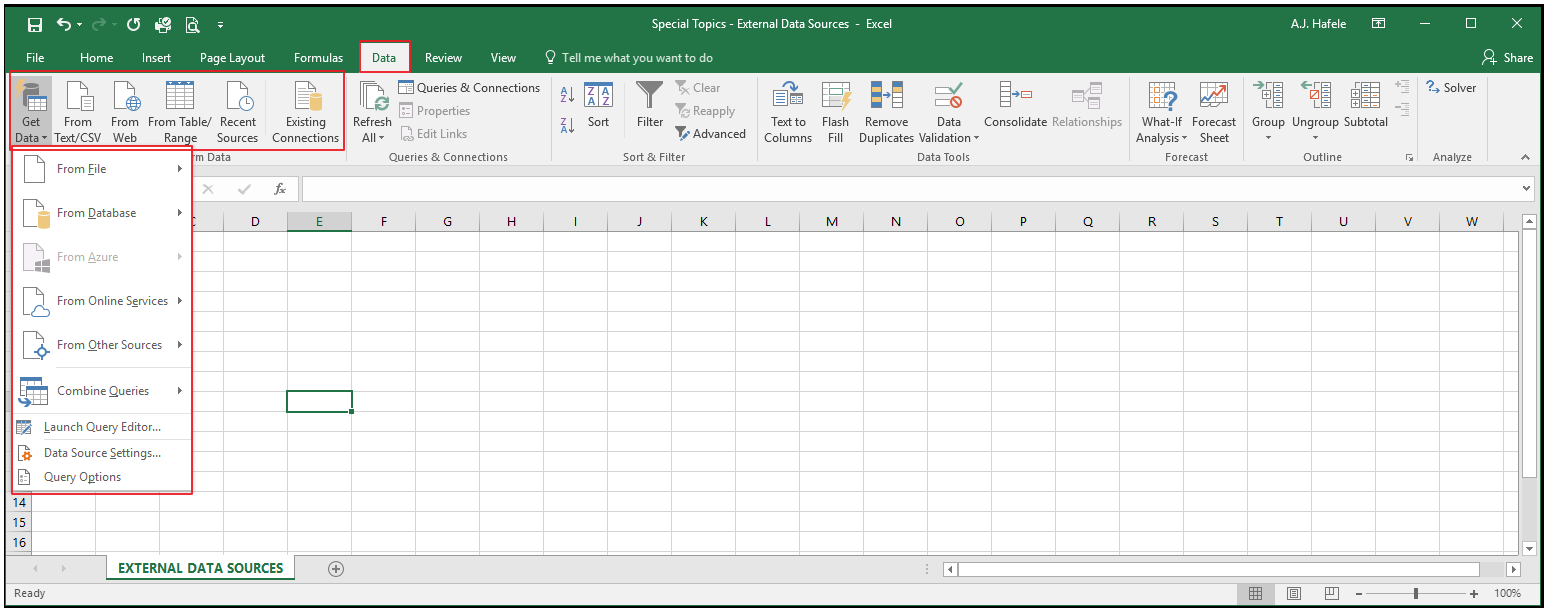 Special Topics - External Data Sources - Excel
A.J. Hafele
File Home Insert Page Layout Formulas Data Review View Tell me what you want to do
Share
Get Data
From Text/CSV
From Web
From Table/ Range
Recent Sources
Existing Connections
Refresh All
Queries & Connections
Properties
Edit Links
Sort
Filter
Clear
Reapply
Advanced
Text to Columns
Flash Fill
Remove Duplicates
Data Validation
Consolidate
Relationships
What-If Analysis
Forecast Sheet
Group
Ungroup
Subtotal
Solver
rm Data
Queries & Connections
Sort & Filter
Data Tools
Forecast
Outline
Analyze
From File
From Database
From Azure
From Online Services
From Other Sources
Combine Queries
Launch Query Editor...
Data Source Settings...
Query Options
fx
D E F G H I J K L M N O P Q R S T U V W
14
15
16
EXTERNAL DATA SOURCES
Ready
100%